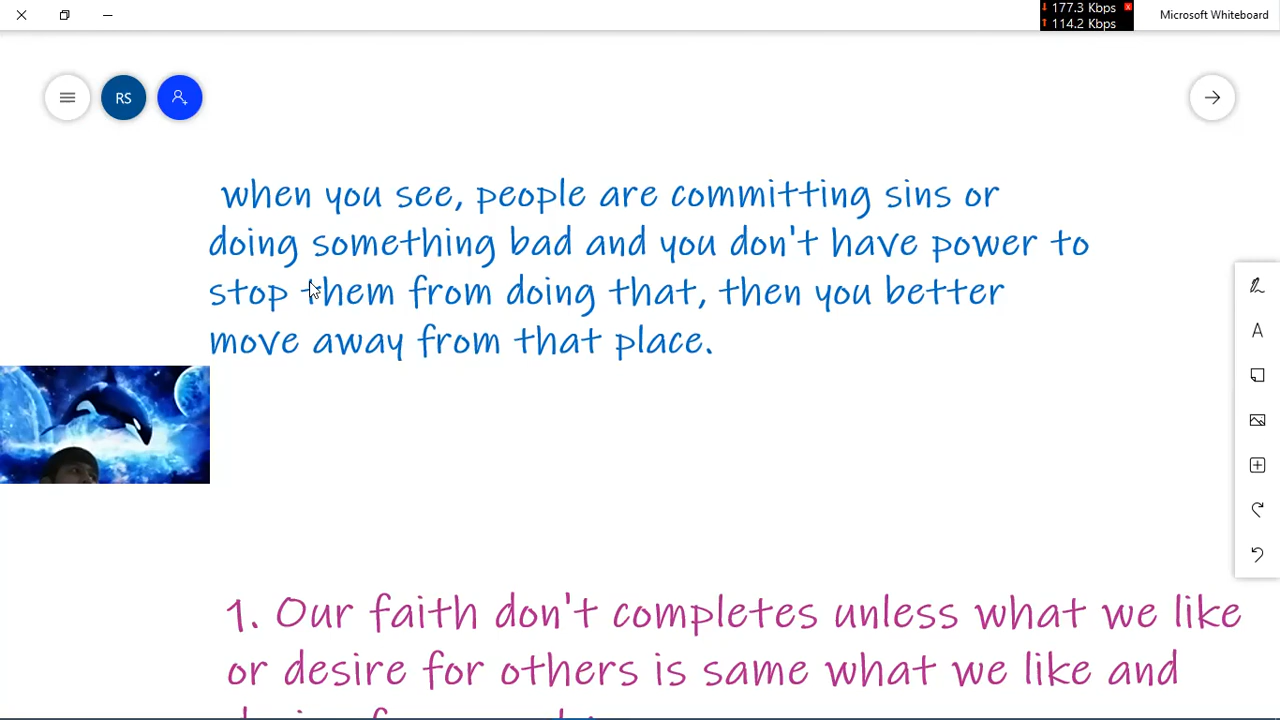 177.3 Kbps
114.2 Kbps
Microsoft Whiteboard
RS
when you see, people are committing sins or
doing something bad and you don't have power to
stop them from doing that, then you better
move away from that place.
A
1. Our faith don't completes unless what we like
or desire for others is same what we like and